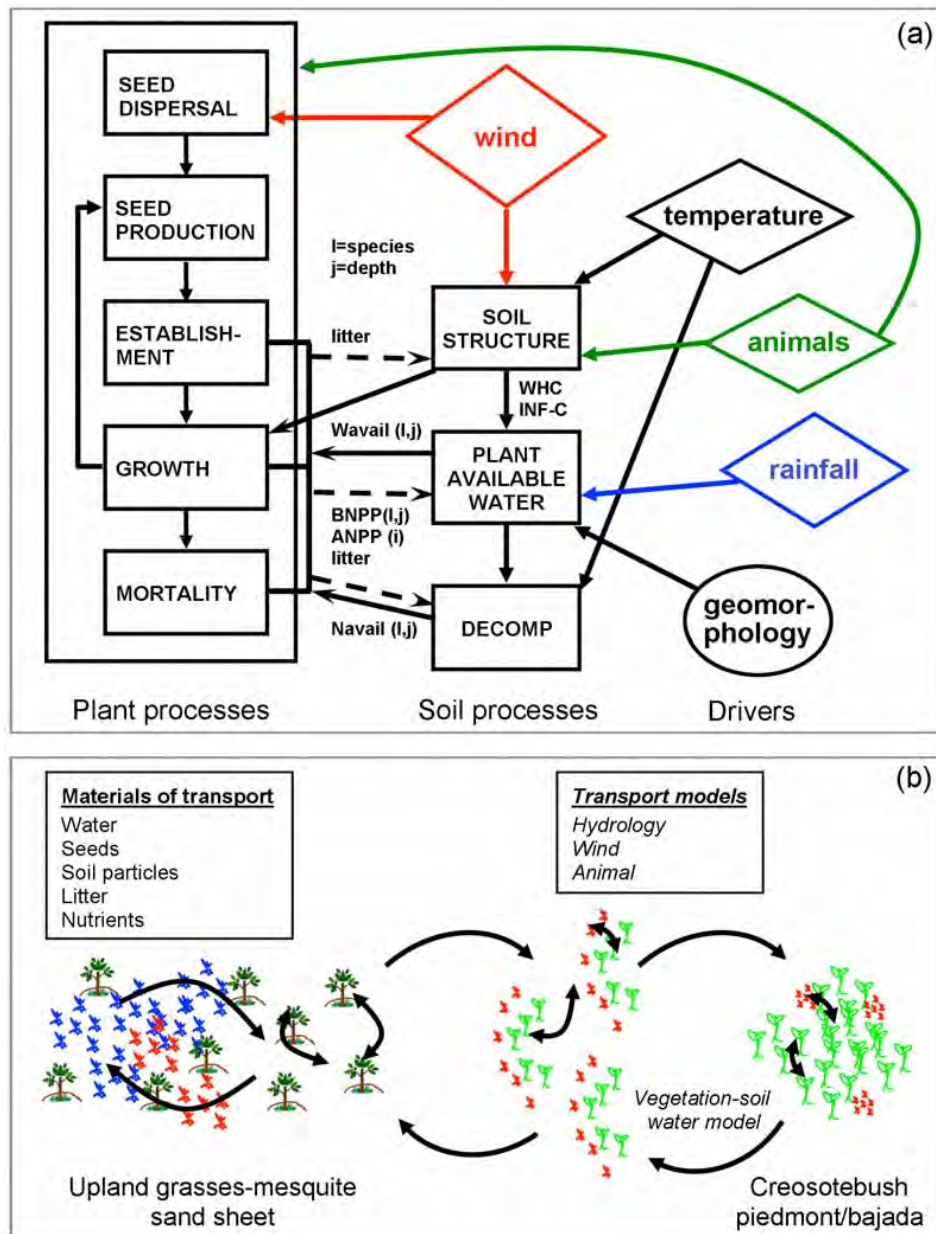 (a)
SEED
DISPERSAL
SEED
PRODUCTION
ESTABLISH-
MENT
GROWTH
MORTALITY
wind
temperature
animals
rainfall
geomor-
phology
I=species
j=depth
litter
SOIL
STRUCTURE
WHC
INF-C
Wavail (I,j)
PLANT
AVAILABLE
WATER
BNPP(I,j)
ANPP (i)
litter
Navail (I,j)
DECOMP
Plant processes
Soil processes
Drivers
(b)
Materials of transport
Water
Seeds
Soil particles
Litter
Nutrients
Transport models
Hydrology
Wind
Animal
Vegetation-soil
water model
Upland grasses-mesquite
sand sheet
Creosotebush
piedmont/bajada